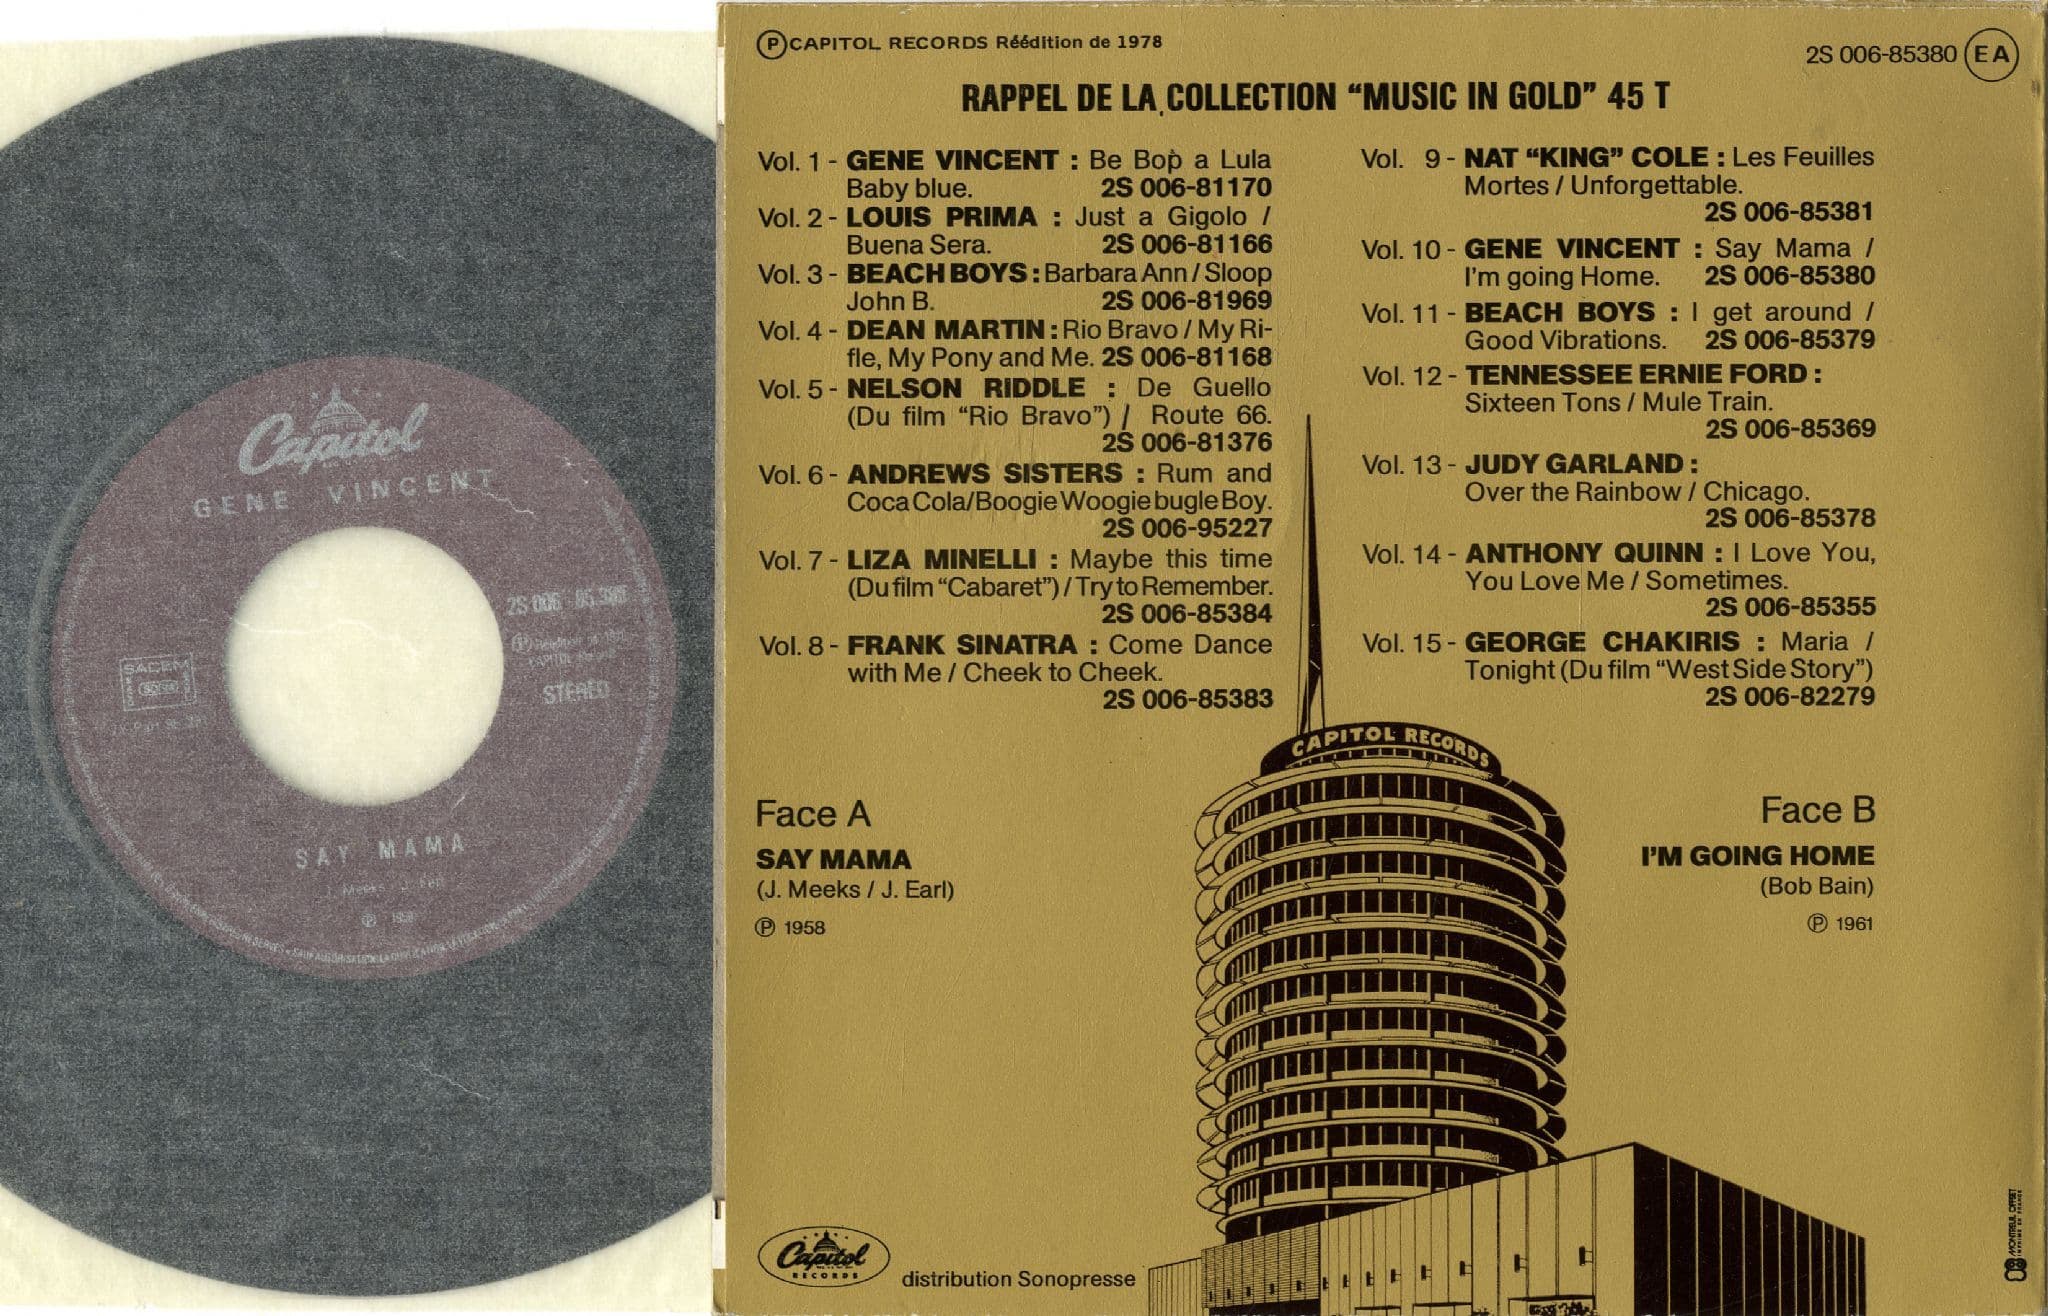 Capitol
GENE VINCENT
2S 006
STEREO
SACEM
SAY MAMA
J. Meeks / J. Earl
℗ 1958
℗ CAPITOL RECORDS Réédition de 1978
2S 006-85380 EA
RAPPEL DE LA COLLECTION "MUSIC IN GOLD" 45 T
Vol. 1 - GENE VINCENT : Be Bop a Lula
Baby blue. 2S 006-81170
Vol. 2 - LOUIS PRIMA : Just a Gigolo /
Buena Sera. 2S 006-81166
Vol. 3 - BEACH BOYS : Barbara Ann / Sloop
John B. 2S 006-81969
Vol. 4 - DEAN MARTIN : Rio Bravo / My Ri-
fle, My Pony and Me. 2S 006-81168
Vol. 5 - NELSON RIDDLE : De Guello
(Du film "Rio Bravo") / Route 66.
2S 006-81376
Vol. 6 - ANDREWS SISTERS : Rum and
Coca Cola/Boogie Woogie bugle Boy.
2S 006-95227
Vol. 7 - LIZA MINELLI : Maybe this time
(Du film "Cabaret") / Try to Remember.
2S 006-85384
Vol. 8 - FRANK SINATRA : Come Dance
with Me / Cheek to Cheek.
2S 006-85383
Vol. 9 - NAT "KING" COLE : Les Feuilles
Mortes / Unforgettable.
2S 006-85381
Vol. 10 - GENE VINCENT : Say Mama /
I'm going Home. 2S 006-85380
Vol. 11 - BEACH BOYS : I get around /
Good Vibrations. 2S 006-85379
Vol. 12 - TENNESSEE ERNIE FORD :
Sixteen Tons / Mule Train.
2S 006-85369
Vol. 13 - JUDY GARLAND :
Over the Rainbow / Chicago.
2S 006-85378
Vol. 14 - ANTHONY QUINN : I Love You,
You Love Me / Sometimes.
2S 006-85355
Vol. 15 - GEORGE CHAKIRIS : Maria /
Tonight (Du film "West Side Story")
2S 006-82279
CAPITOL RECORDS
Face A
SAY MAMA
(J. Meeks / J. Earl)
℗ 1958
Face B
I'M GOING HOME
(Bob Bain)
℗ 1961
Capitol
RECORDS
distribution Sonopresse
MONTREUIL OFFSET
IMPRIMÉ EN FRANCE